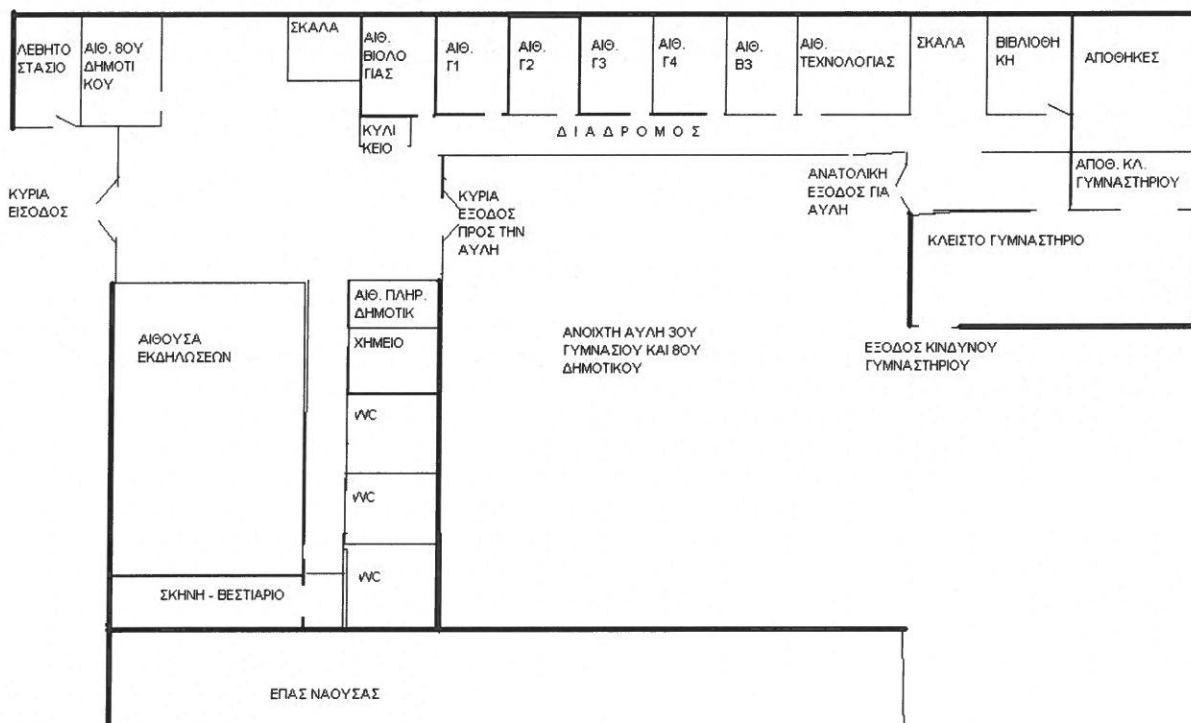 ΛΕΒΗΤΟ
ΣΤΑΣΙΟ
ΑΙΘ. 8ΟΥ
ΔΗΜΟΤΙ
ΚΟΥ
ΣΚΑΛΑ
ΑΙΘ.
ΒΙΟΛΟ
ΓΙΑΣ
ΑΙΘ.
Γ1
ΑΙΘ.
Γ2
ΑΙΘ.
Γ3
ΑΙΘ.
Γ4
ΑΙΘ.
Β3
ΑΙΘ.
ΤΕΧΝΟΛΟΓΙΑΣ
ΣΚΑΛΑ
ΒΙΒΛΙΟΘΗ
ΚΗ
ΑΠΟΘΗΚΕΣ
ΚΥΛΙ
ΚΕΙΟ
ΔΙΑΔΡΟΜΟΣ
ΚΥΡΙΑ
ΕΙΣΟΔΟΣ
ΚΥΡΙΑ
ΕΞΟΔΟΣ
ΠΡΟΣ ΤΗΝ
ΑΥΛΗ
ΑΝΑΤΟΛΙΚΗ
ΕΞΟΔΟΣ ΓΙΑ
ΑΥΛΗ
ΑΠΟΘ. ΚΛ.
ΓΥΜΝΑΣΤΗΡΙΟΥ
ΚΛΕΙΣΤΟ ΓΥΜΝΑΣΤΗΡΙΟ
ΑΙΘ. ΠΛΗΡ.
ΔΗΜΟΤΙΚ
ΧΗΜΕΙΟ
ΑΙΘΟΥΣΑ
ΕΚΔΗΛΩΣΕΩΝ
ΑΝΟΙΧΤΗ ΑΥΛΗ 3ΟΥ
ΓΥΜΝΑΣΙΟΥ ΚΑΙ 8ΟΥ
ΔΗΜΟΤΙΚΟΥ
ΕΞΟΔΟΣ ΚΙΝΔΥΝΟΥ
ΓΥΜΝΑΣΤΗΡΙΟΥ
WC
WC
WC
ΣΚΗΝΗ - ΒΕΣΤΙΑΡΙΟ
ΕΠΑΣ ΝΑΟΥΣΑΣ